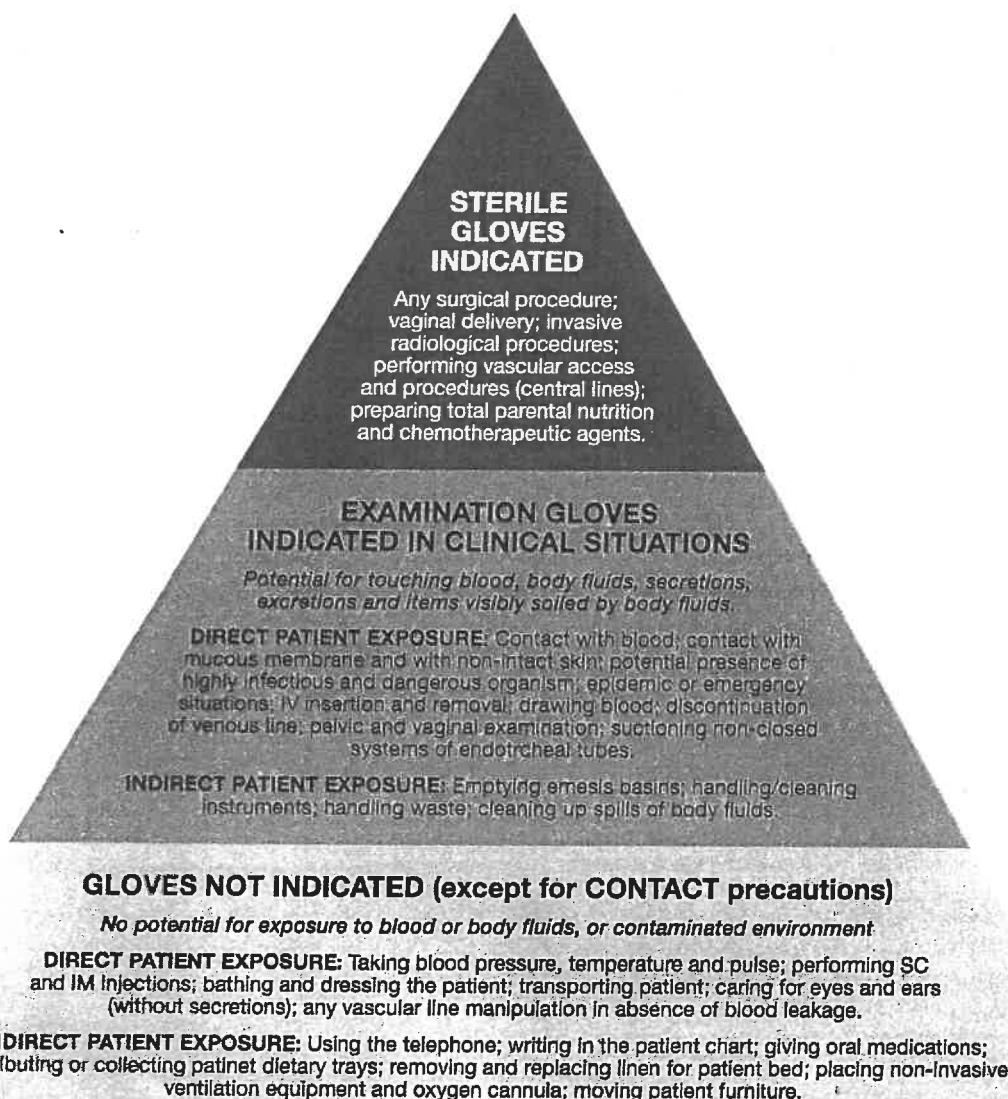 STERILE
GLOVES
INDICATED
Any surgical procedure;
vaginal delivery; invasive
radiological procedures;
performing vascular access
and procedures (central lines);
preparing total parental nutrition
and chemotherapeutic agents.
EXAMINATION GLOVES
INDICATED IN CLINICAL SITUATIONS
Potential for touching blood, body fluids, secretions,
excretions and items visibly soiled by body fluids.
DIRECT PATIENT EXPOSURE: Contact with blood; contact with
mucous membrane and with non-intact skin; potential presence of
highly infectious and dangerous organism; epidemic or emergency
situations; IV insertion and removal; drawing blood; discontinuation
of venous line; pelvic and vaginal examination; suctioning non-closed
systems of endotrcheal tubes.
INDIRECT PATIENT EXPOSURE: Emptying emesis basins; handling/cleaning
instruments; handling waste; cleaning up spills of body fluids.
GLOVES NOT INDICATED (except for CONTACT precautions)
No potential for exposure to blood or body fluids, or contaminated environment
DIRECT PATIENT EXPOSURE: Taking blood pressure, temperature and pulse; performing SC
and IM injections; bathing and dressing the patient; transporting patient; caring for eyes and ears
(without secretions); any vascular line manipulation in absence of blood leakage.
DIRECT PATIENT EXPOSURE: Using the telephone; writing in the patient chart; giving oral medications;
ibuting or collecting patinet dietary trays; removing and replacing linen for patient bed; placing non-invasive
ventilation equipment and oxygen cannula; moving patient furniture.